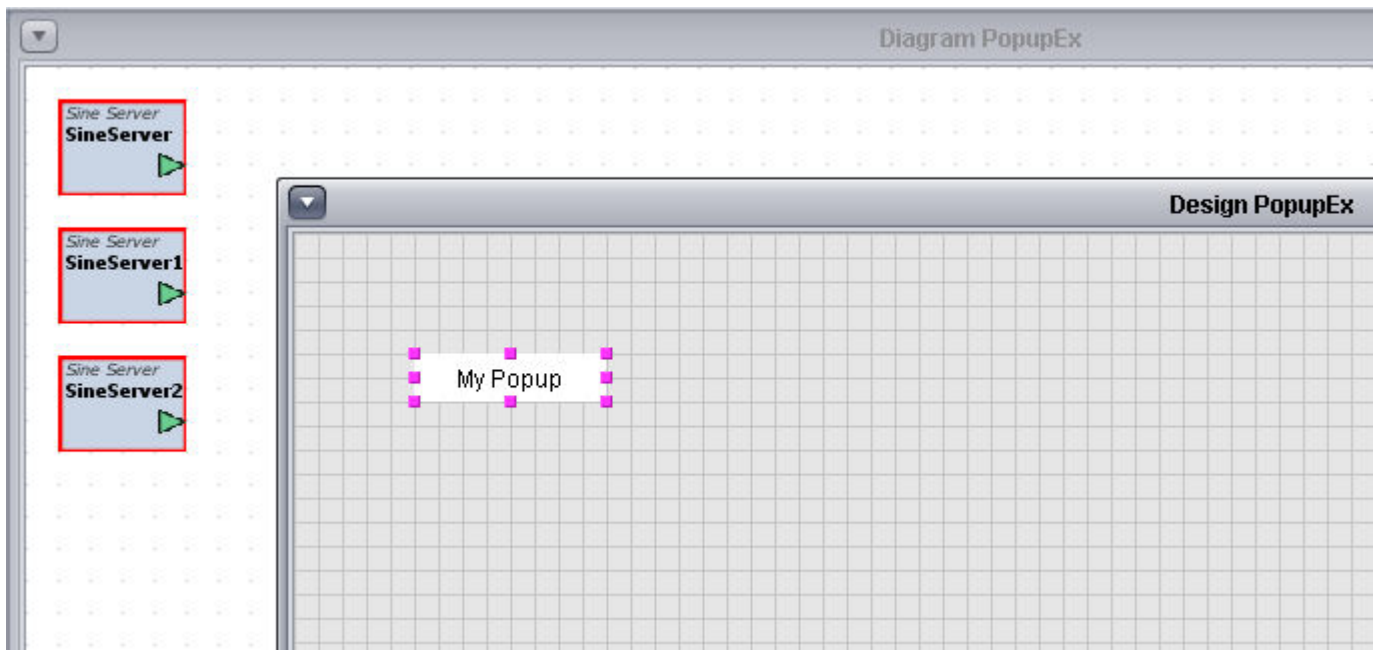 Diagram PopupEx
Sine Server
SineServer
Design PopupEx
Sine Server
SineServer1
Sine Server
SineServer2
My Popup